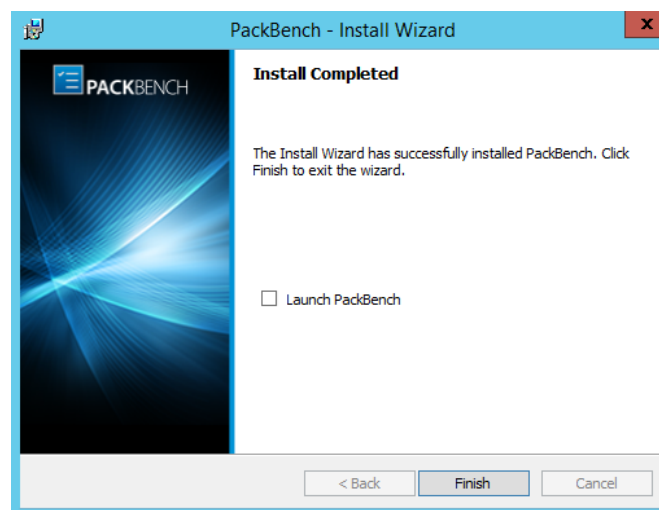 PackBench - Install Wizard
x
PACKBENCH
Install Completed
The Install Wizard has successfully installed PackBench. Click
Finish to exit the wizard.
Launch PackBench
< Back
Finish
Cancel